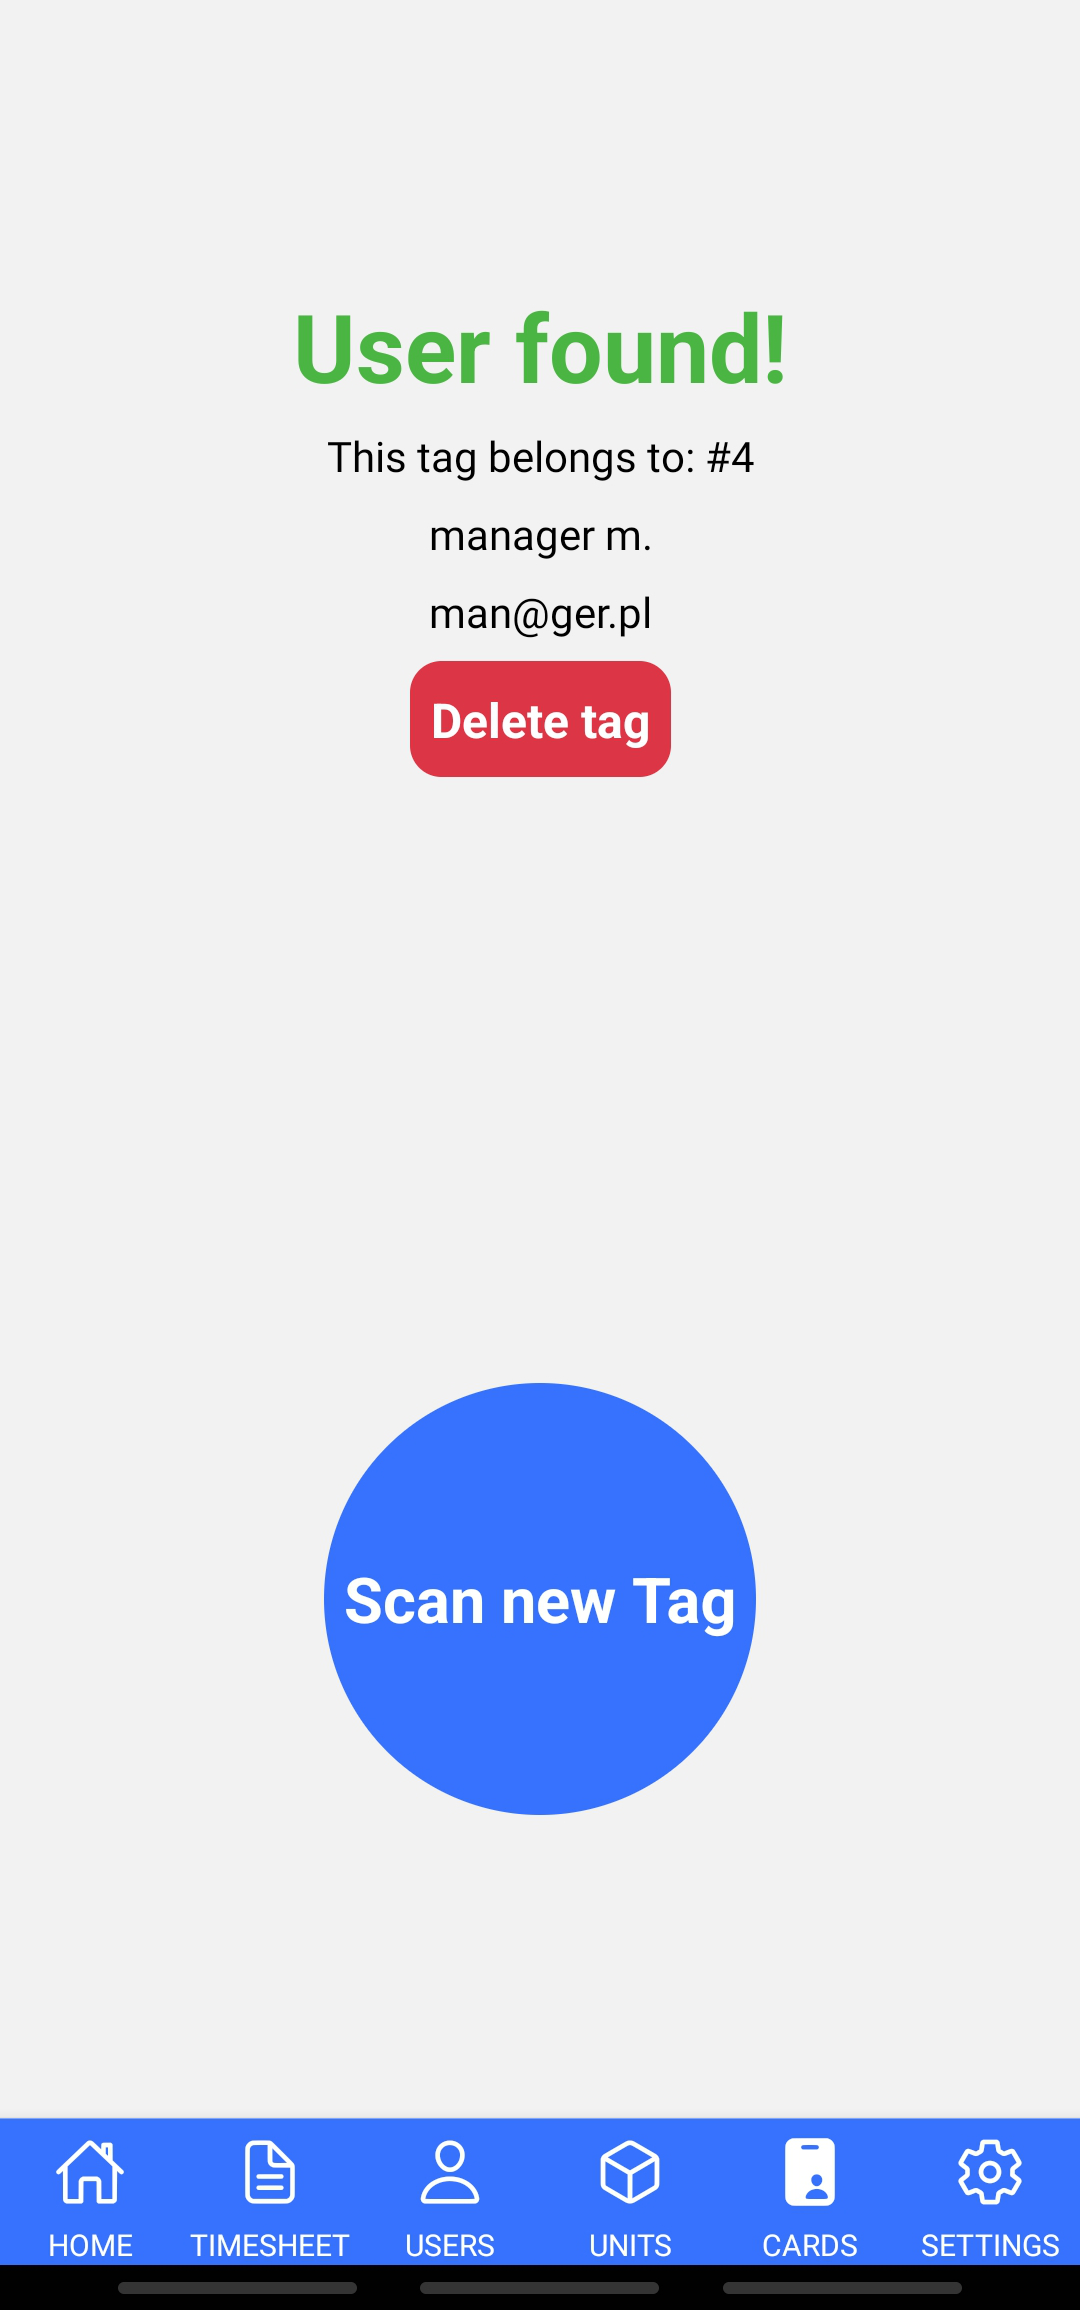 User found!
This tag belongs to: #4
manager m.
man@ger.pl
Delete tag
Scan new Tag
HOME TIMESHEET USERS UNITS CARDS SETTINGS